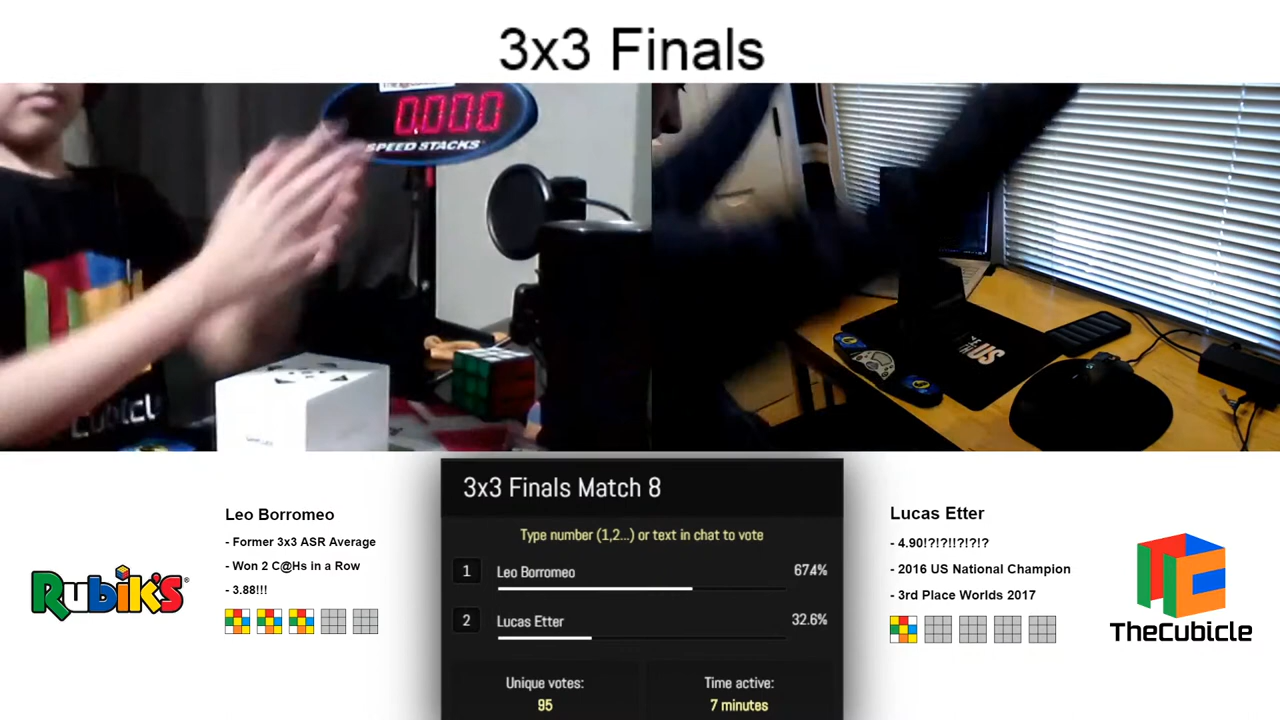 3x3 Finals
0.000
SPEED STACKS
US
Leo Borromeo
- Former 3x3 ASR Average
- Won 2 C@Hs in a Row
- 3.88!!!
RUBIK'S®
3x3 Finals Match 8
Type number (1,2...) or text in chat to vote
1 Leo Borromeo 67.4%
2 Lucas Etter 32.6%
Unique votes:
95
Time active:
7 minutes
Lucas Etter
- 4.90!?!?!!?!?!?
- 2016 US National Champion
- 3rd Place Worlds 2017
TheCubicle